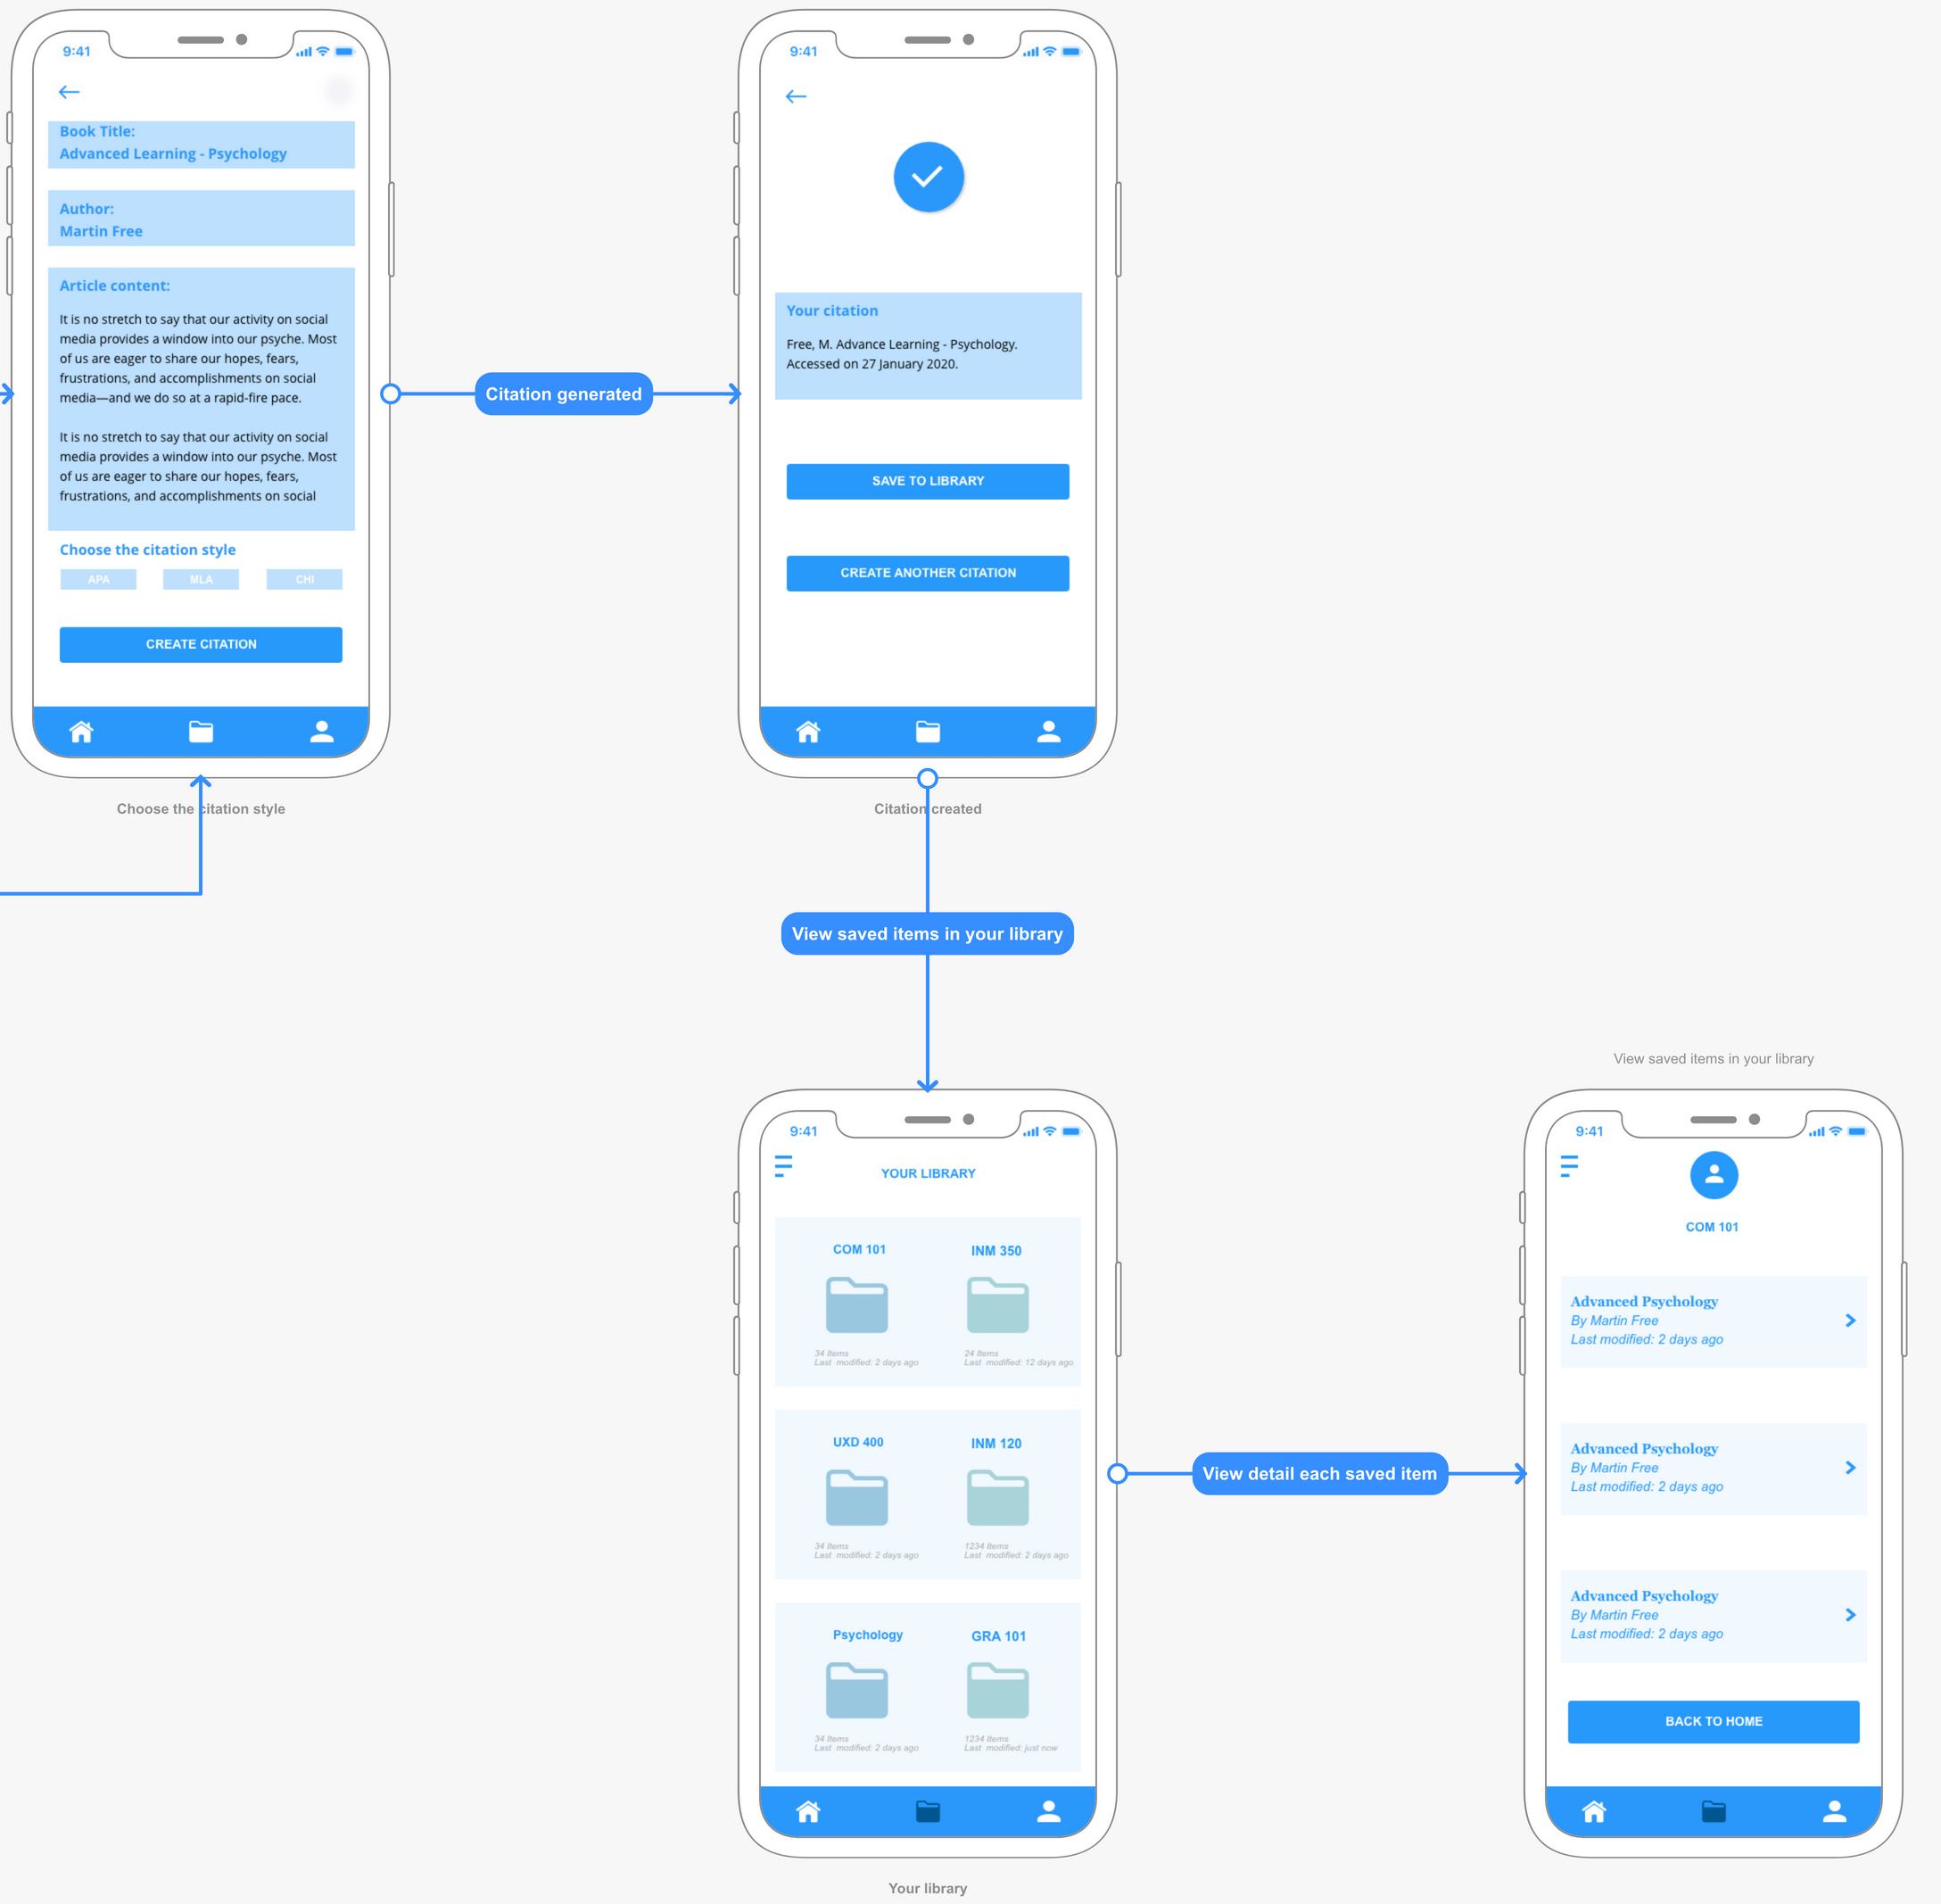 9:41
Book Title:
Advanced Learning - Psychology
Author:
Martin Free
Article content:
It is no stretch to say that our activity on social
media provides a window into our psyche. Most
of us are eager to share our hopes, fears,
frustrations, and accomplishments on social
media—and we do so at a rapid-fire pace.
It is no stretch to say that our activity on social
media provides a window into our psyche. Most
of us are eager to share our hopes, fears,
frustrations, and accomplishments on social
Choose the citation style
APA MLA CHI
CREATE CITATION
Choose the citation style
Citation generated
9:41
Your citation
Free, M. Advance Learning - Psychology.
Accessed on 27 January 2020.
SAVE TO LIBRARY
CREATE ANOTHER CITATION
Citation created
View saved items in your library
9:41
YOUR LIBRARY
COM 101
34 Items
Last modified: 2 days ago
INM 350
24 Items
Last modified: 12 days ago
UXD 400
34 Items
Last modified: 2 days ago
INM 120
1234 Items
Last modified: 2 days ago
Psychology
34 Items
Last modified: 2 days ago
GRA 101
1234 Items
Last modified: just now
Your library
View detail each saved item
View saved items in your library
9:41
COM 101
Advanced Psychology
By Martin Free
Last modified: 2 days ago
Advanced Psychology
By Martin Free
Last modified: 2 days ago
Advanced Psychology
By Martin Free
Last modified: 2 days ago
BACK TO HOME